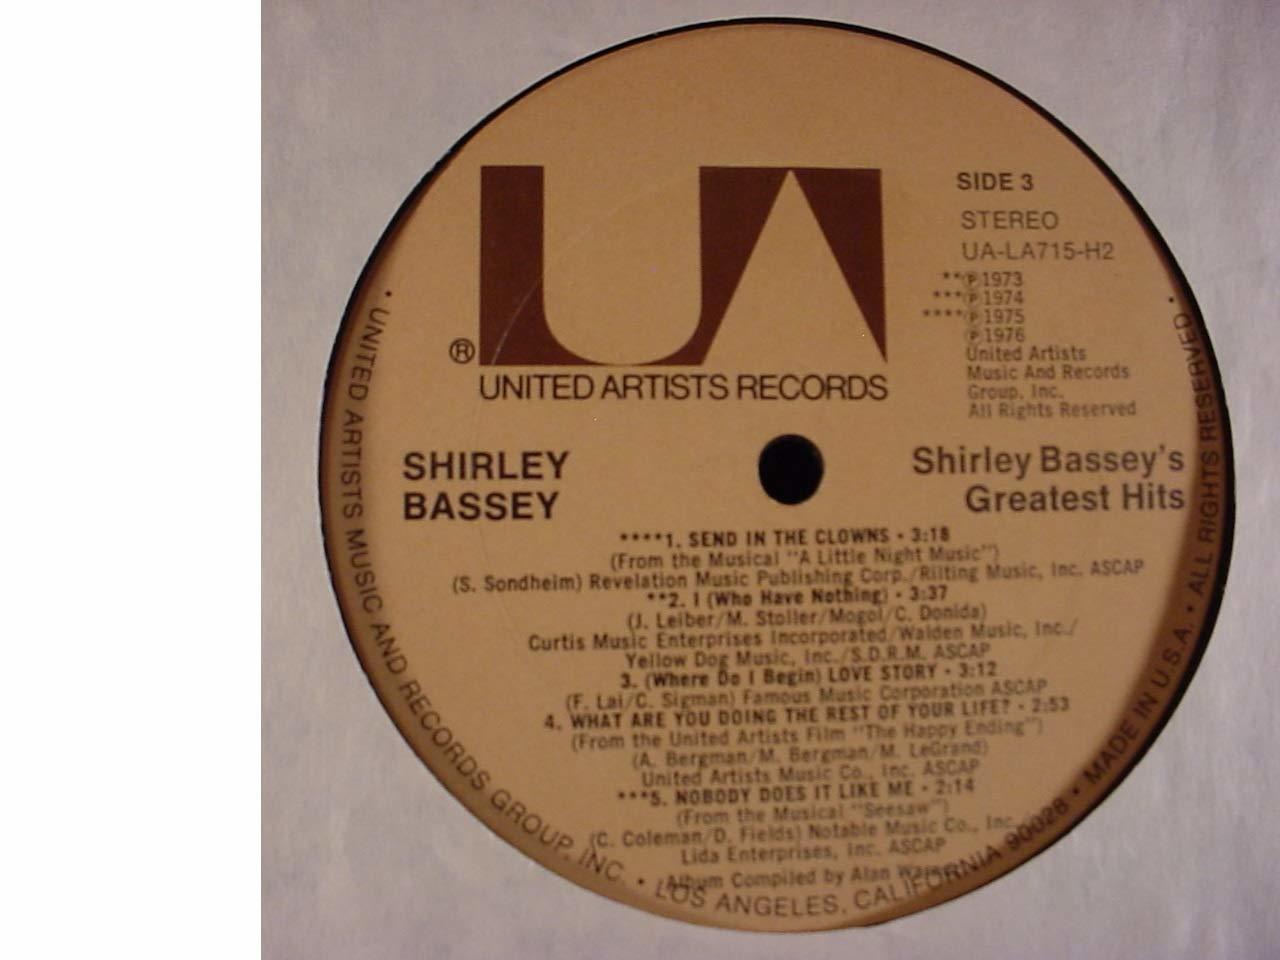 UA
®
UNITED ARTISTS RECORDS
SIDE 3
STEREO
UA-LA715-H2
**Ⓟ1973
***Ⓟ1974
****Ⓟ1975
Ⓟ1976
United Artists
Music And Records
Group, Inc.
All Rights Reserved
SHIRLEY
BASSEY
Shirley Bassey's
Greatest Hits
****1. SEND IN THE CLOWNS • 3:18
(From the Musical "A Little Night Music")
(S. Sondheim) Revelation Music Publishing Corp./Rilting Music, Inc. ASCAP
**2. I (Who Have Nothing) • 3:37
(J. Leiber/M. Stoller/Mogol/C. Donida)
Curtis Music Enterprises Incorporated/Walden Music, Inc./
Yellow Dog Music, Inc./S.D.R.M. ASCAP
3. (Where Do I Begin) LOVE STORY • 3:12
(F. Lai/C. Sigman) Famous Music Corporation ASCAP
4. WHAT ARE YOU DOING THE REST OF YOUR LIFE? • 2:53
(From the United Artists Film "The Happy Ending")
(A. Bergman/M. Bergman/M. LeGrand)
United Artists Music Co., Inc. ASCAP
***5. NOBODY DOES IT LIKE ME • 2:14
(From the Musical "Seesaw")
(C. Coleman/D. Fields) Notable Music Co., Inc.
Lida Enterprises, Inc. ASCAP
Album Compiled by Alan
• UNITED ARTISTS MUSIC AND RECORDS GROUP, INC. • LOS ANGELES, CALIFORNIA 90028 • MADE IN U.S.A. • ALL RIGHTS RESERVED •